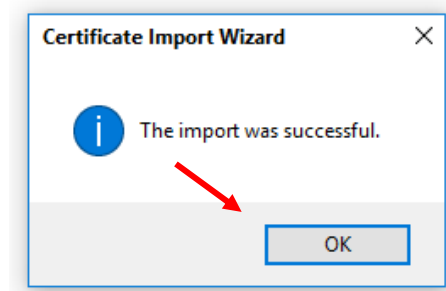 Certificate Import Wizard
The import was successful.
OK